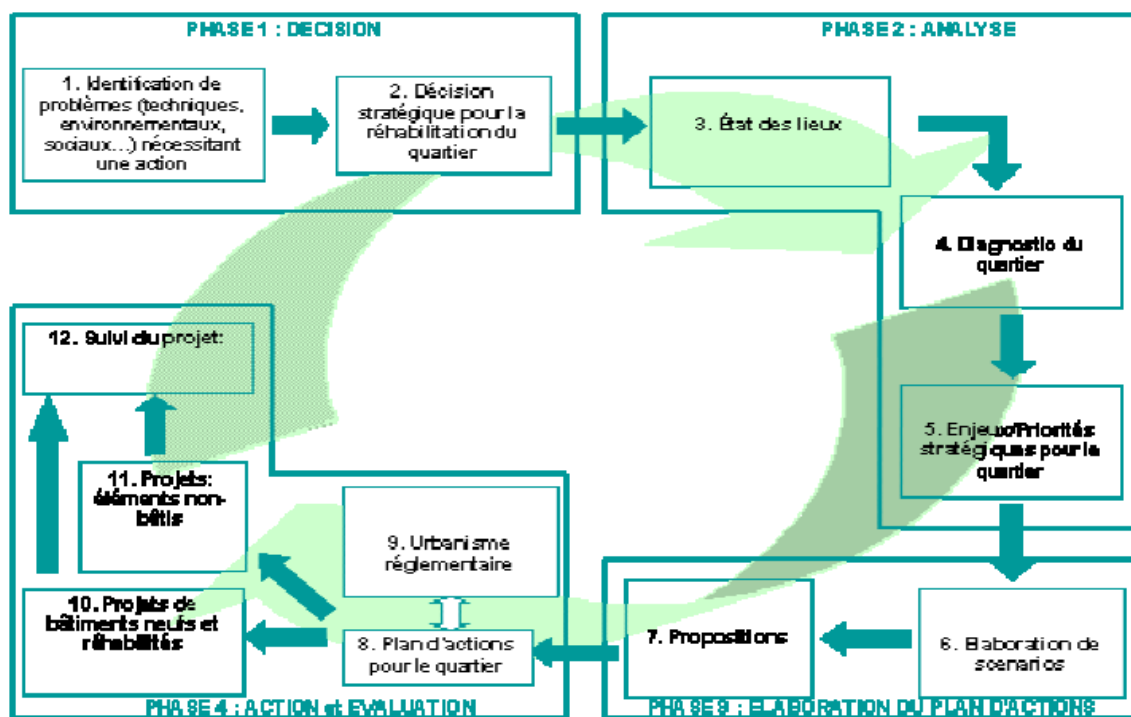 PHASE 1 : DECISION
1. Identification de
problèmes (techniques,
environnementaux,
sociaux...) nécessitant
une action
2. Décision
stratégique pour la
réhabilitation du
quartier
PHASE 2 : ANALYSE
3. État des lieux
4. Diagnostic du
quartier
5. Enjeux/Priorités
stratégiques pour le
quartier
6. Elaboration de
scenarios
7. Propositions
PHASE 3 : ELABORATION DU PLAN D'ACTIONS
8. Plan d'actions
pour le quartier
9. Urbanisme
réglementaire
10. Projets de
bâtiments neufs et
réhabilités
11. Projets:
éléments non-
bâtis
12. Suivi du projet:
PHASE 4 : ACTION et EVALUATION